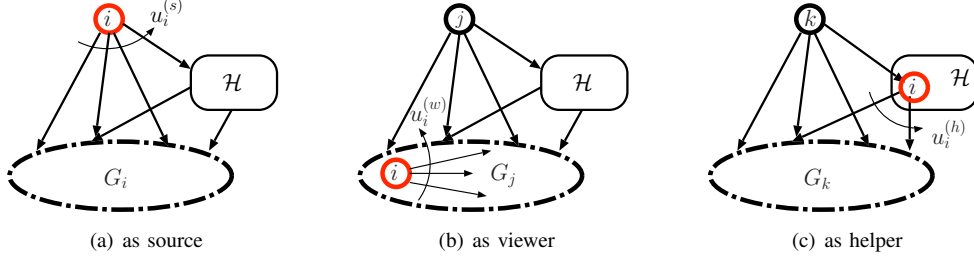 i u_i^{(s)} j k
H H i H
u_i^{(w)} u_i^{(h)}
G_i i G_j G_k
(a) as source (b) as viewer (c) as helper